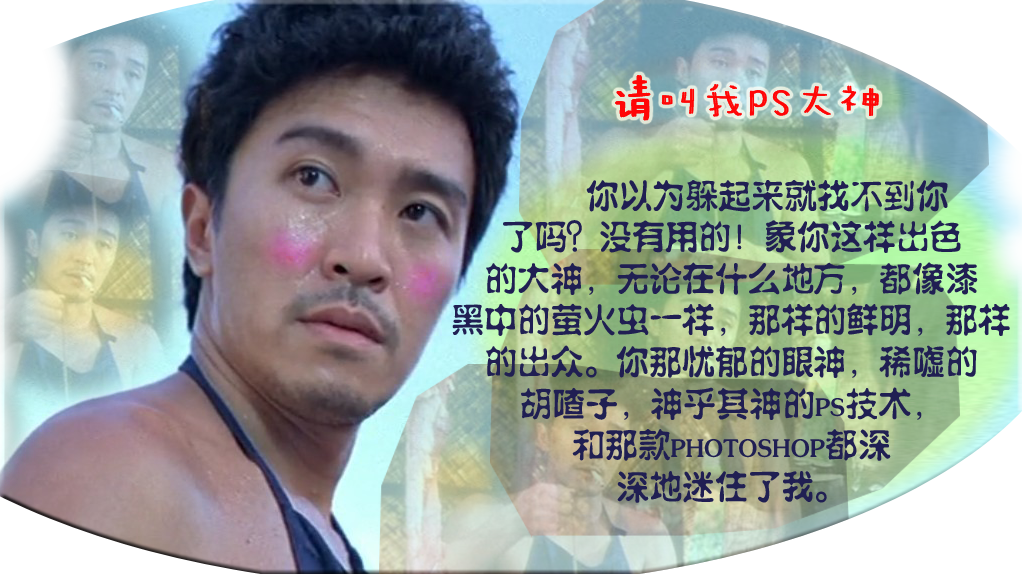 请叫我PS大神
你以为躲起来就找不到你
了吗？没有用的！象你这样出色
的大神，无论在什么地方，都像漆
黑中的萤火虫一样，那样的鲜明，那样
的出众。你那忧郁的眼神，稀嘘的
胡喳子，神乎其神的PS技术，
和那款PHOTOSHOP都深
深地迷住了我。